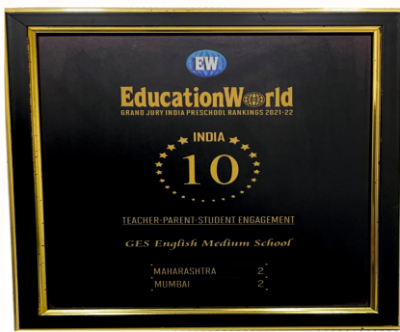 EW
EducationWorld
GRAND JURY INDIA PRESCHOOL RANKINGS 2021-22
INDIA
10
TEACHER-PARENT-STUDENT ENGAGEMENT
GES English Medium School
MAHARASHTRA 2
MUMBAI 2